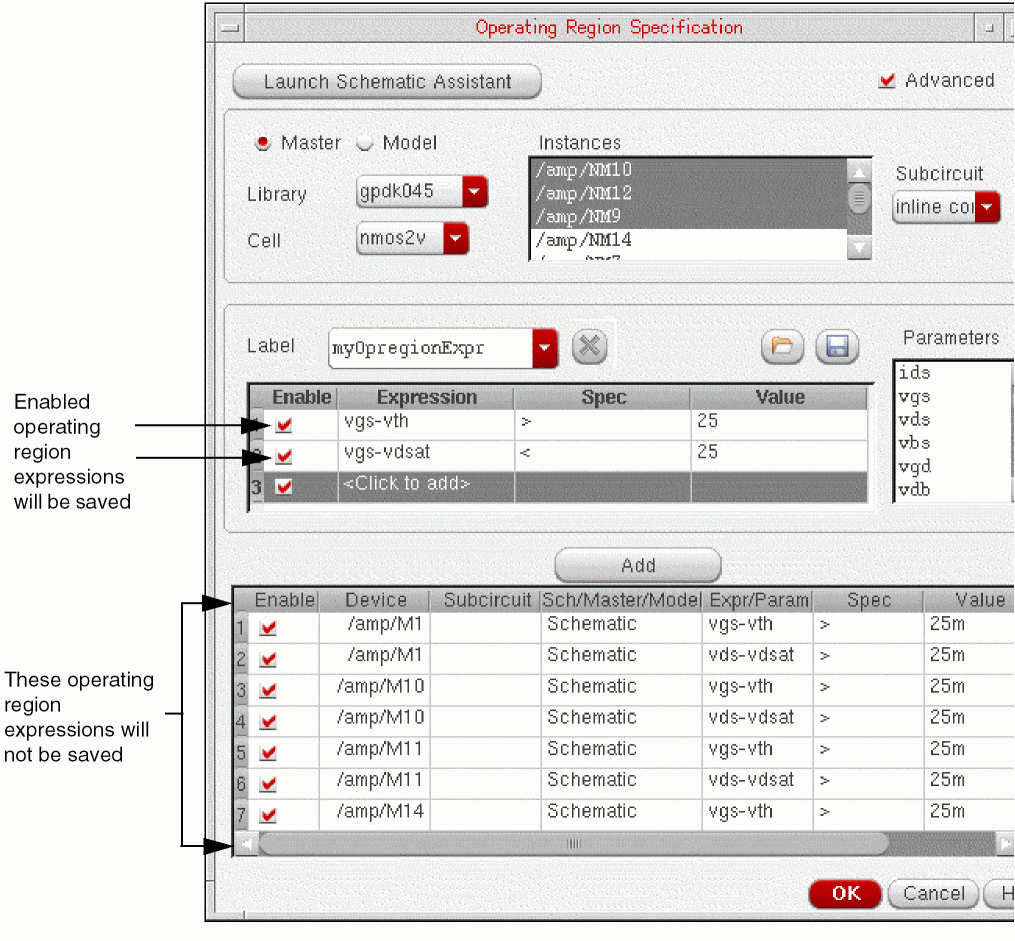 Operating Region Specification
Launch Schematic Assistant
Advanced
Master Model
Instances
Library gpdk045
Cell nmos2v
/amp/NM10
/amp/NM12
/amp/NM9
/amp/NM14
Subcircuit
inline
Label myOpregionExpr
Parameters
ids
vgs
vds
vbs
vgd
vdb
Enable Expression Spec Value
vgs-vth > 25
vgs-vdsat < 25
3 <Click to add>
Enabled
operating
region
expressions
will be saved
Add
Enable Device Subcircuit Sch/Master/Model Expr/Param Spec Value
1 /amp/M1 Schematic vgs-vth > 25m
2 /amp/M1 Schematic vds-vdsat > 25m
3 /amp/M10 Schematic vgs-vth > 25m
4 /amp/M10 Schematic vds-vdsat > 25m
5 /amp/M11 Schematic vgs-vth > 25m
6 /amp/M11 Schematic vds-vdsat > 25m
7 /amp/M14 Schematic vgs-vth > 25m
These operating
region
expressions will
not be saved
OK Cancel H